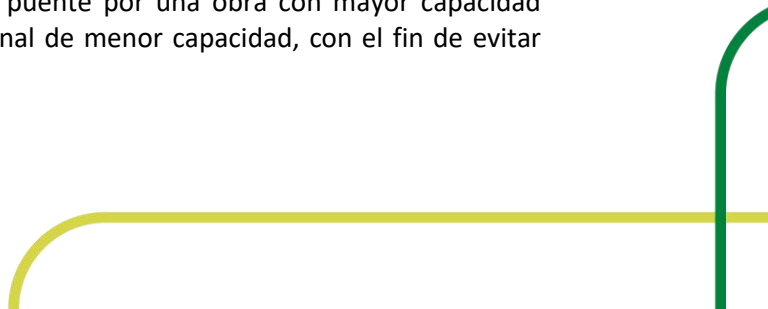 puente por una obra con mayor capacidad
nal de menor capacidad, con el fin de evitar